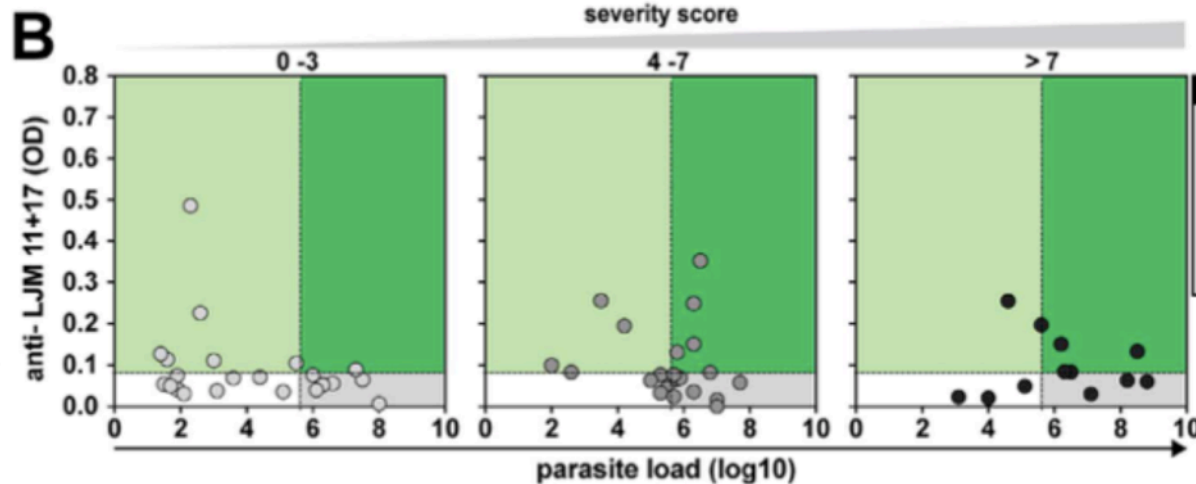 B
severity score
0 -3
4 -7
> 7
anti- LJM 11+17 (OD)
0.8
0.7
0.6
0.5
0.4
0.3
0.2
0.1
0.0
0 2 4 6 8 10
0 2 4 6 8 10
0 2 4 6 8 10
parasite load (log10)